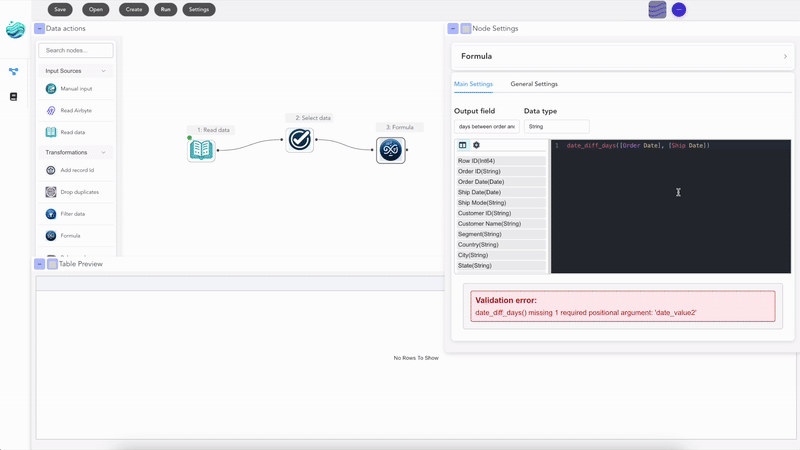 Save
Open
Create
Run
Settings
Data actions
Search nodes...
Input Sources
Manual input
Read Airbyte
Read data
Transformations
Add record Id
Drop duplicates
Filter data
Formula
1: Read data
2: Select data
3: Formula
Node Settings
Formula
Main Settings
General Settings
Output field
Data type
days between order an
String
Row ID(Int64)
Order ID(String)
Order Date(Date)
Ship Date(Date)
Ship Mode(String)
Customer ID(String)
Customer Name(String)
Segment(String)
Country(String)
City(String)
State(String)
1 date_diff_days([Order Date], [Ship Date])
Validation error:
date_diff_days() missing 1 required positional argument: 'date_value2'
Table Preview
No Rows To Show